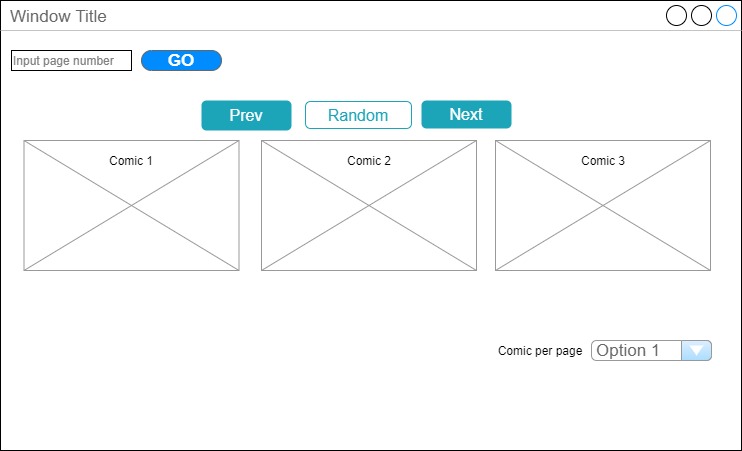 Window Title
Input page number GO
Prev Random Next
Comic 1 Comic 2 Comic 3
Comic per page Option 1